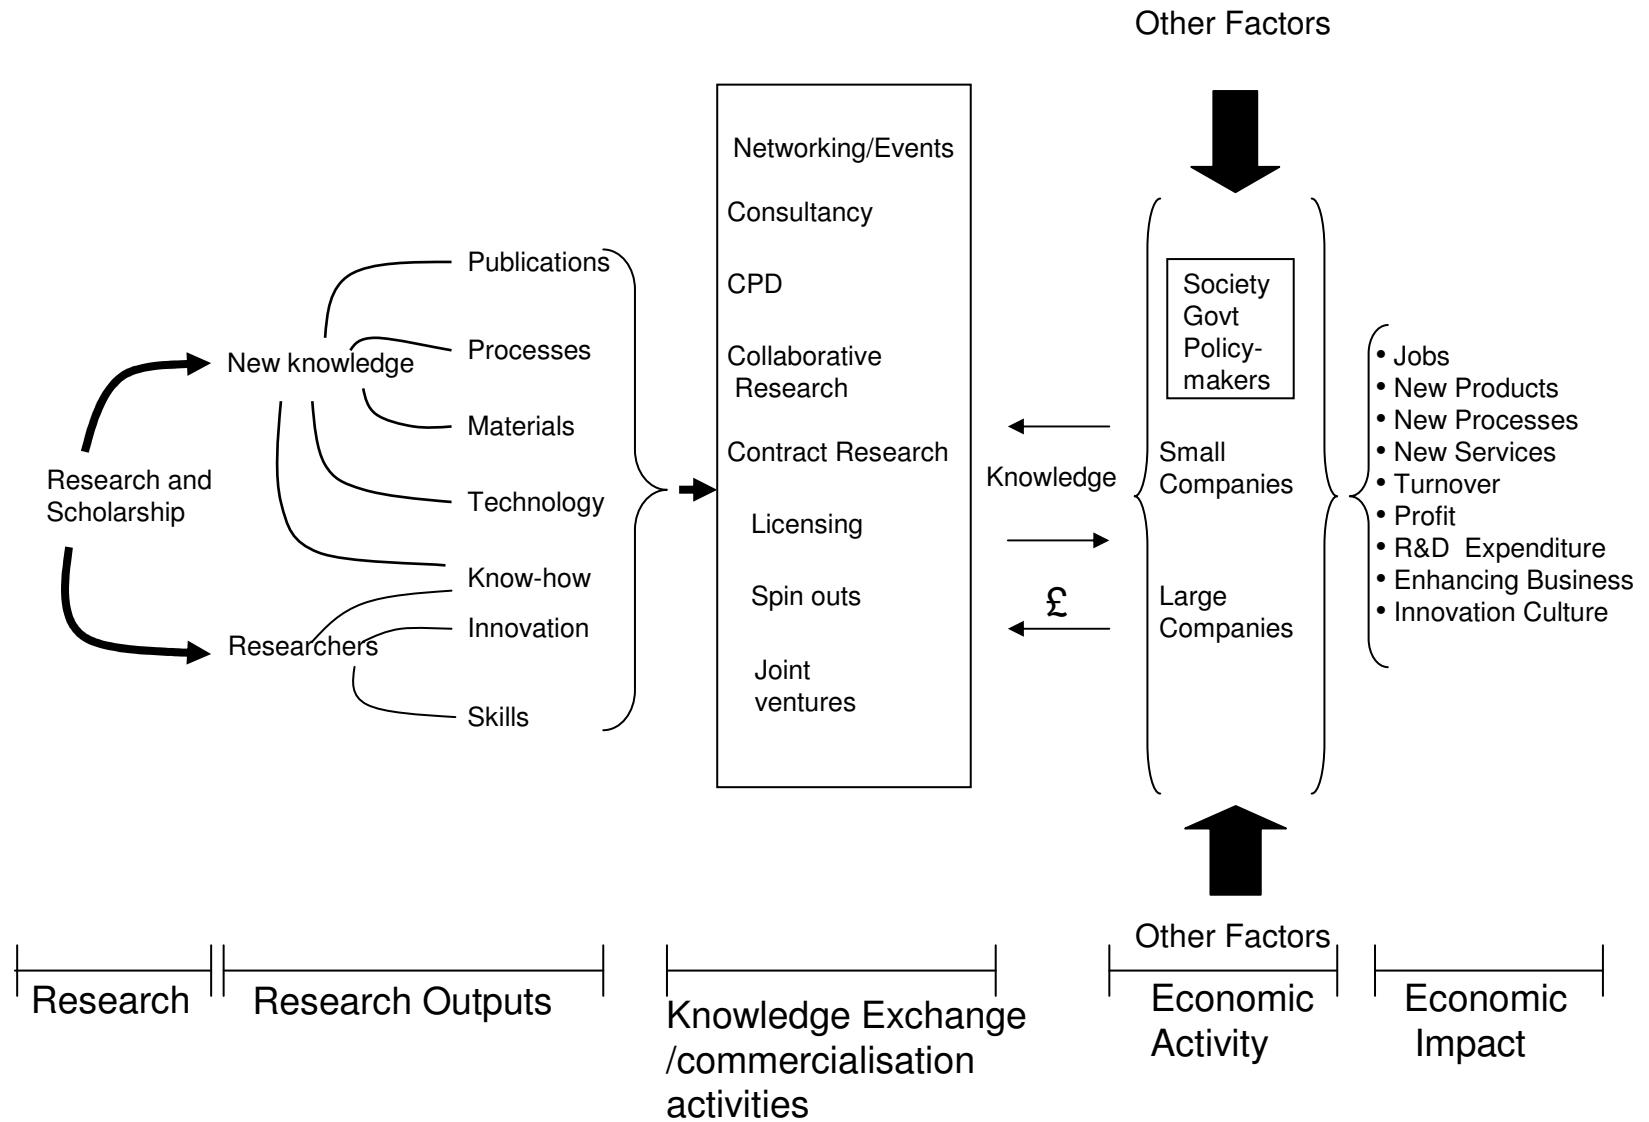 Other Factors
Research and
Scholarship
New knowledge
Researchers
Publications
Processes
Materials
Technology
Know-how
Innovation
Skills
Networking/Events
Consultancy
CPD
Collaborative
Research
Contract Research
Licensing
Spin outs
Joint
ventures
Knowledge
£
Society
Govt
Policy-
makers
Small
Companies
Large
Companies
• Jobs
• New Products
• New Processes
• New Services
• Turnover
• Profit
• R&D Expenditure
• Enhancing Business
• Innovation Culture
Other Factors
Research
Research Outputs
Knowledge Exchange
/commercialisation
activities
Economic
Activity
Economic
Impact